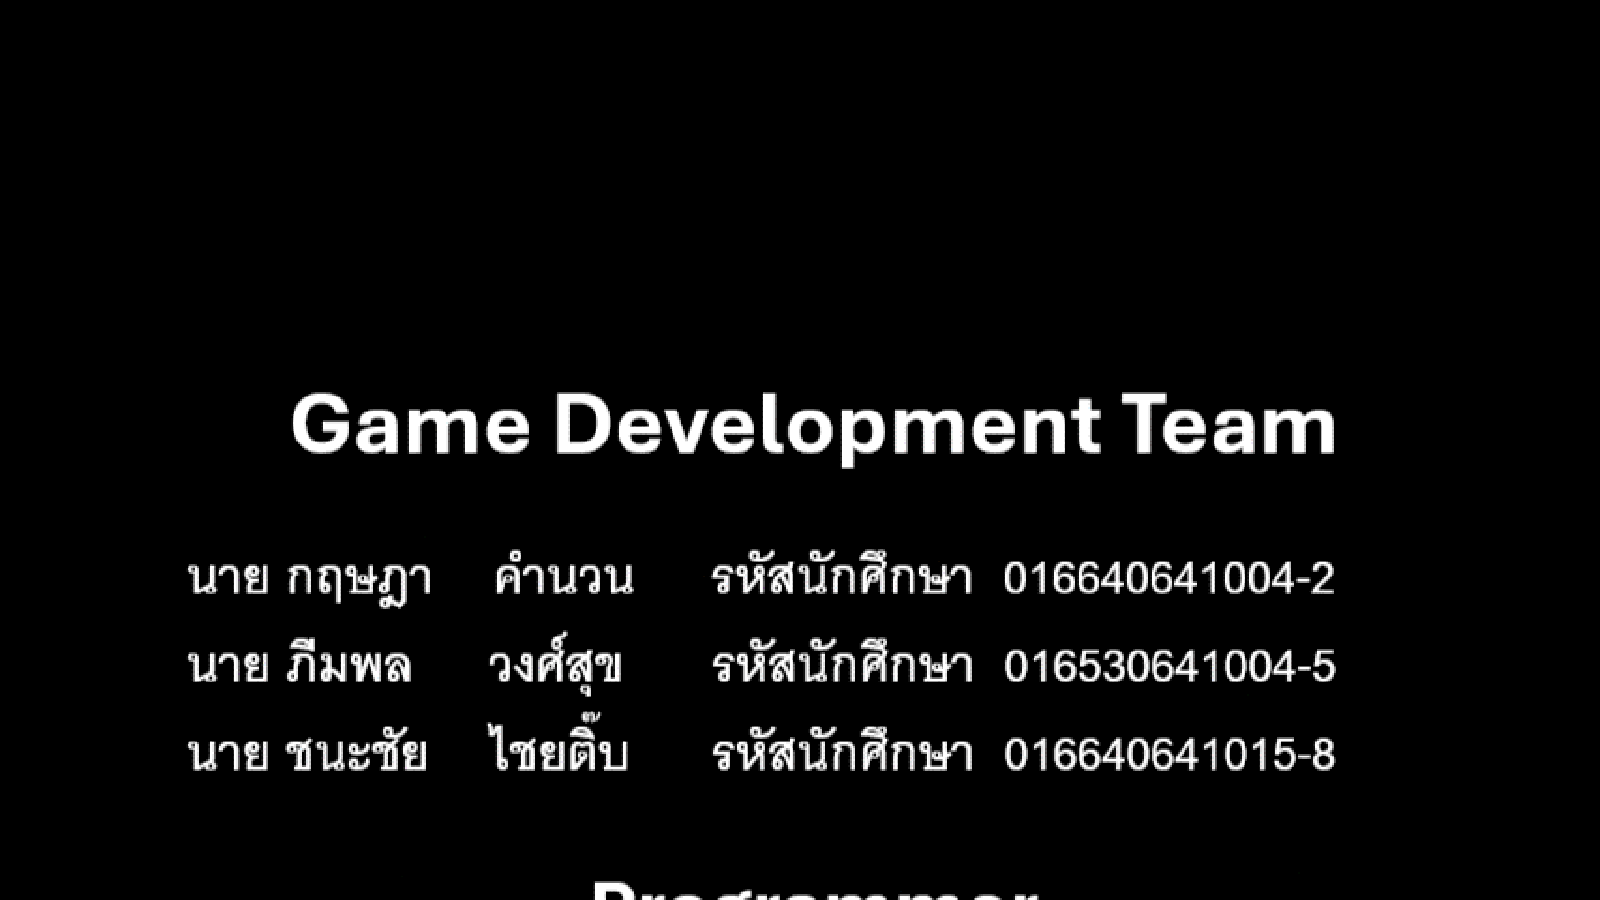 Game Development Team
นาย กฤษฎา คำนวน รหัสนักศึกษา 016640641004-2
นาย ภีมพล วงศ์สุข รหัสนักศึกษา 016530641004-5
นาย ชนะชัย ไชยติ๊บ รหัสนักศึกษา 016640641015-8
Programmer